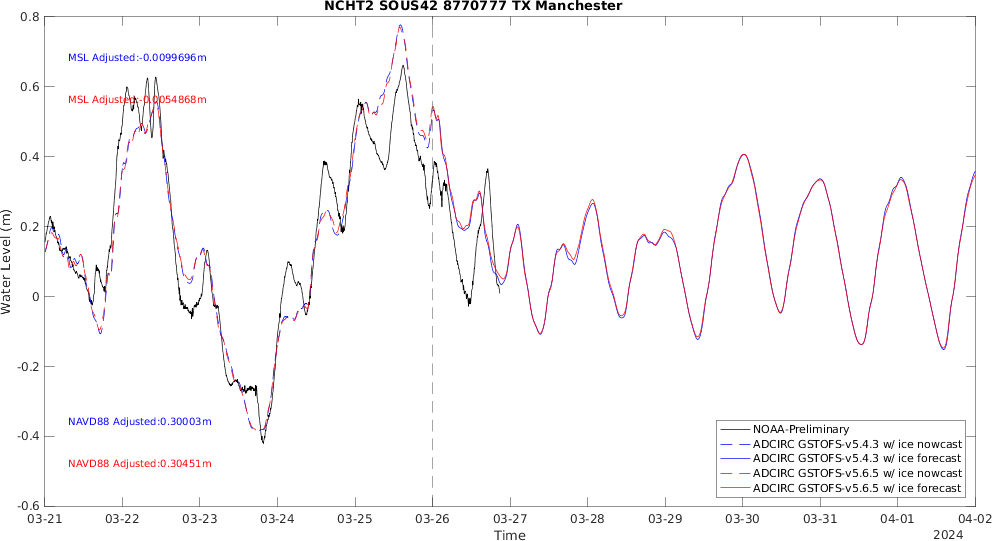 NCHT2 SOUS42 8770777 TX Manchester
0.8
0.6
0.4
0.2
0
-0.2
-0.4
-0.6
Water Level (m)
MSL Adjusted:-0.0099696m
MSL Adjusted:-0.0054868m
NAVD88 Adjusted:0.30003m
NAVD88 Adjusted:0.30451m
NOAA-Preliminary
ADCIRC GSTOFS-v5.4.3 w/ ice nowcast
ADCIRC GSTOFS-v5.4.3 w/ ice forecast
ADCIRC GSTOFS-v5.6.5 w/ ice nowcast
ADCIRC GSTOFS-v5.6.5 w/ ice forecast
03-21 03-22 03-23 03-24 03-25 03-26 03-27 03-28 03-29 03-30 03-31 04-01 04-02
Time
2024